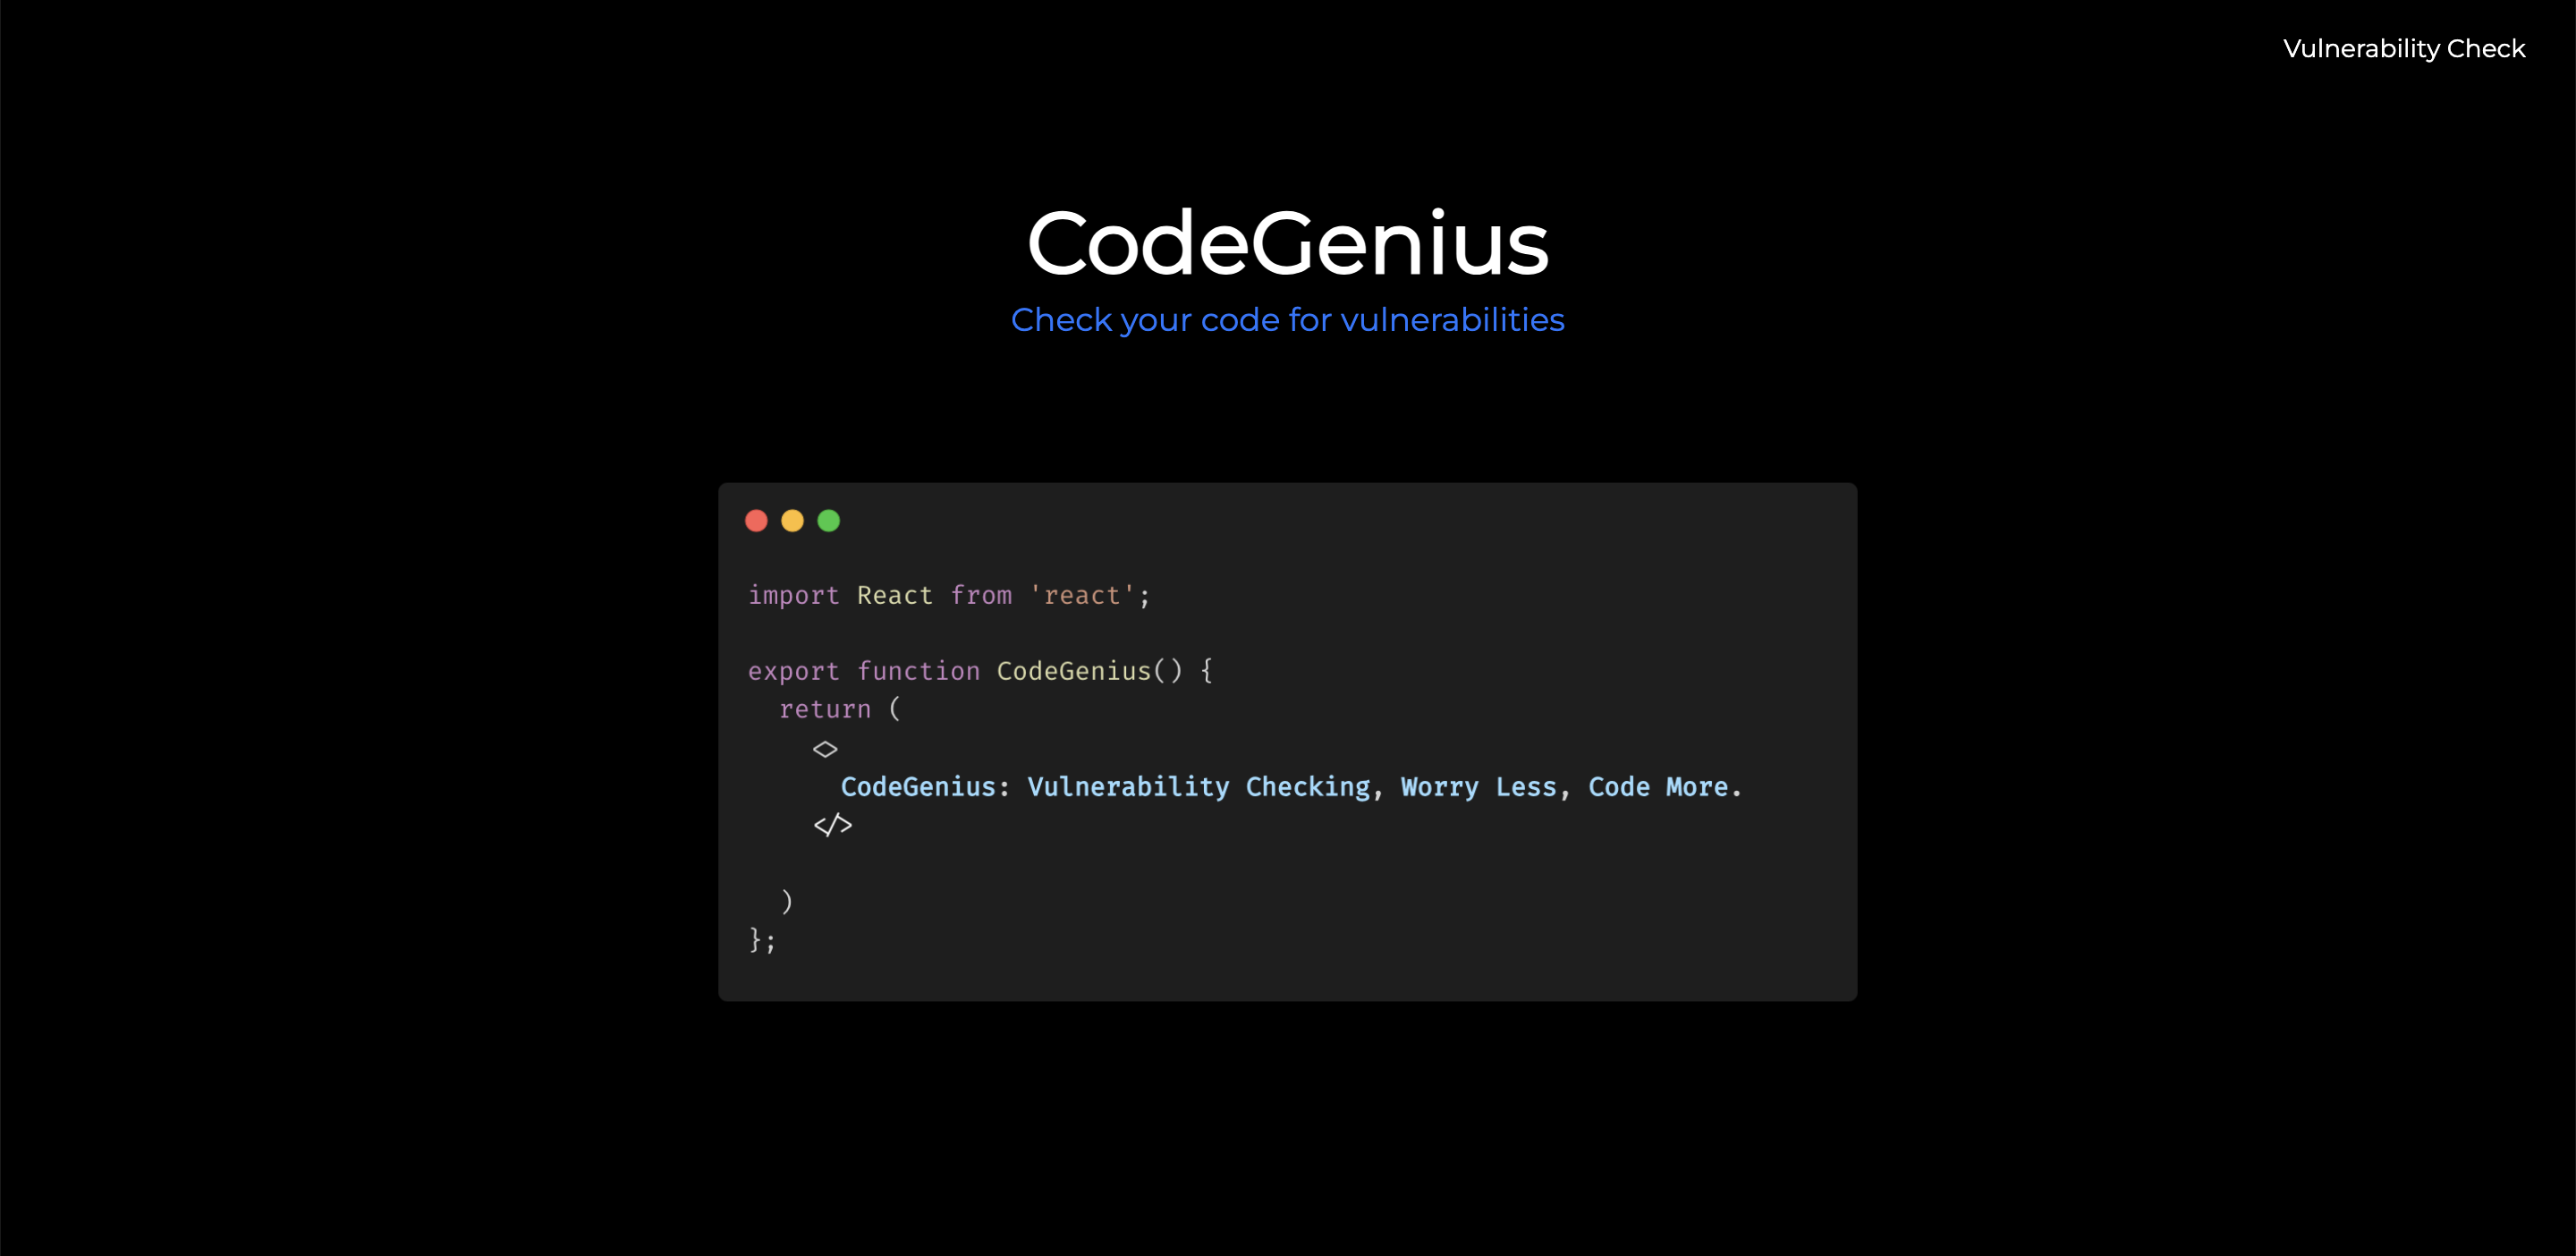 Vulnerability Check
CodeGenius
Check your code for vulnerabilities
import React from 'react';
export function CodeGenius() {
return (
<>
CodeGenius: Vulnerability Checking, Worry Less, Code More.
</>
)
};